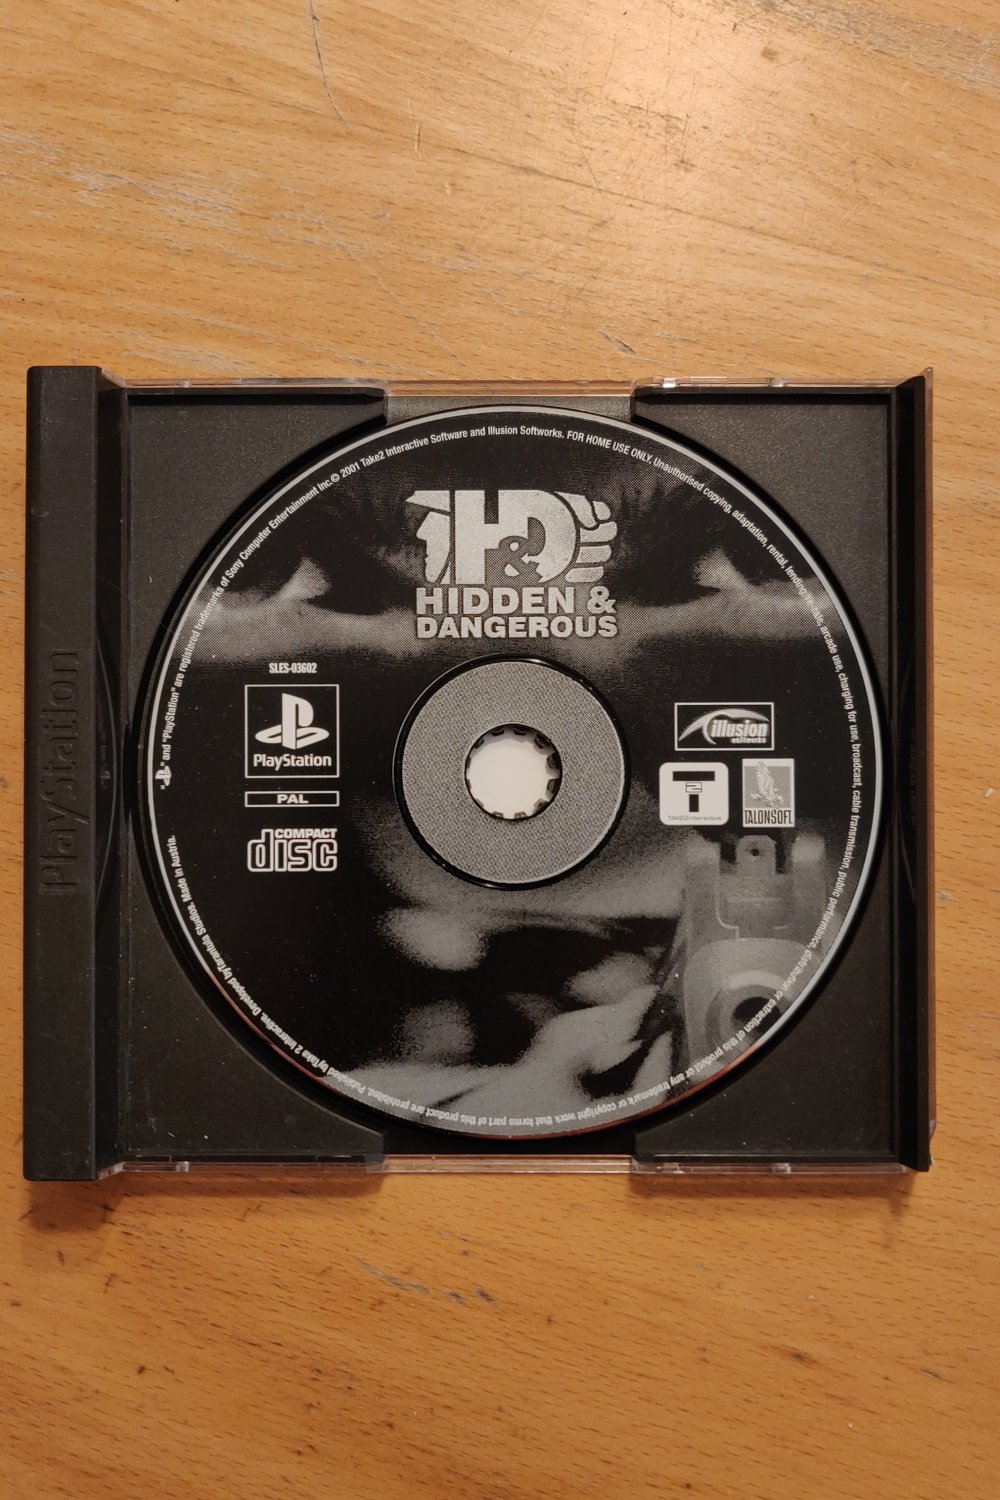 "PS" and "PlayStation" are registered trademarks of Sony Computer Entertainment Inc. © 2001 Take2 Interactive Software and Illusion Softworks. FOR HOME USE ONLY. Unauthorised copying, adaptation, rental, lending, re-sale, arcade use, charging for use, broadcast, cable transmission, public performance, distribution or extraction of this product or any trademark or copyright work that forms part of this product are prohibited. Published by Take 2 Interactive. Developed by Tarantula Studios. Made in Austria.
H&D
HIDDEN &
DANGEROUS
SLES-03602
PlayStation
PAL
COMPACT
disc
illusion
softworks
T2
TAKE2 interactive
TALONSOFT
PlayStation